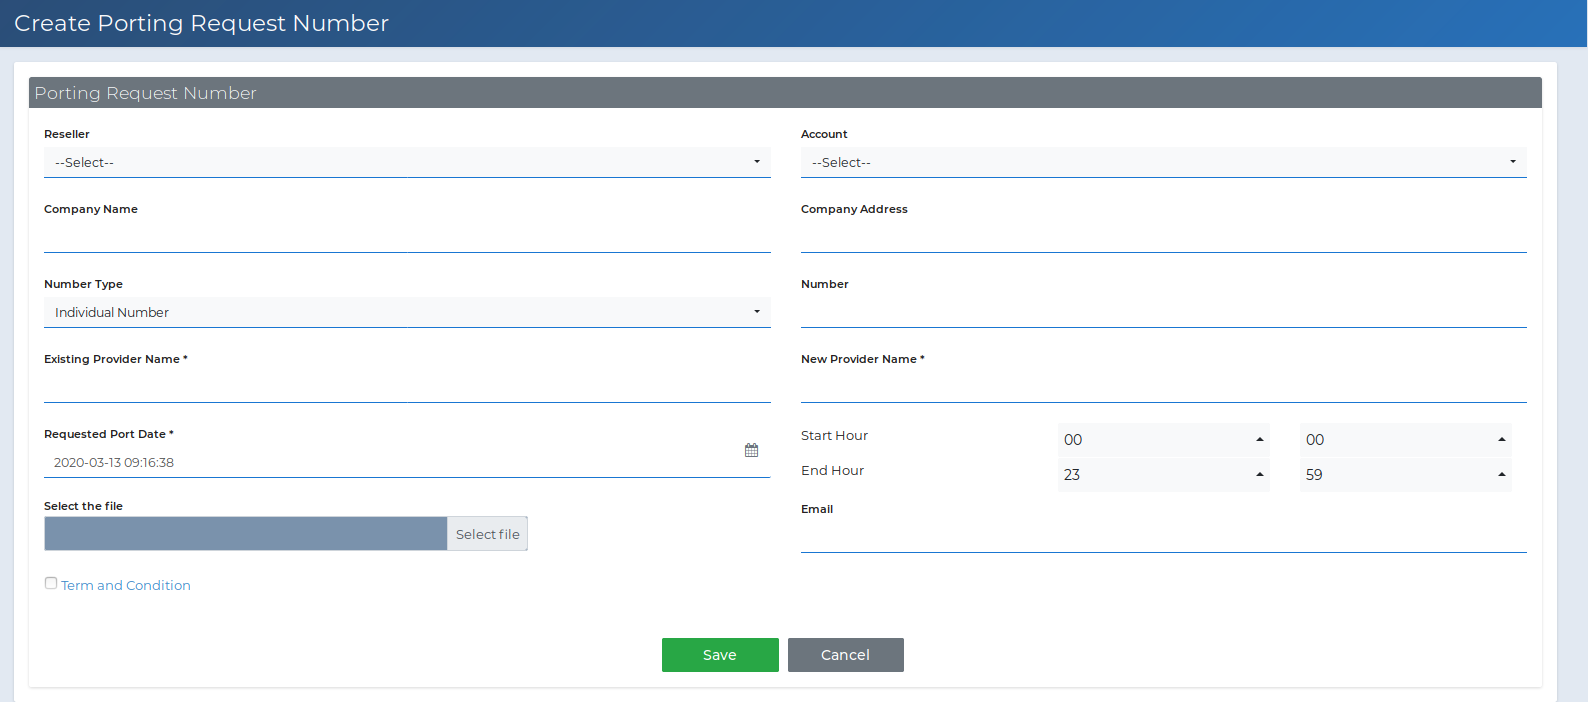 Create Porting Request Number
Porting Request Number
Reseller
Account
--Select--
--Select--
Company Name
Company Address
Number Type
Number
Individual Number
Existing Provider Name *
New Provider Name *
Requested Port Date *
2020-03-13 09:16:38
Start Hour
00
00
End Hour
23
59
Select the file
Select file
Email
Term and Condition
Save
Cancel